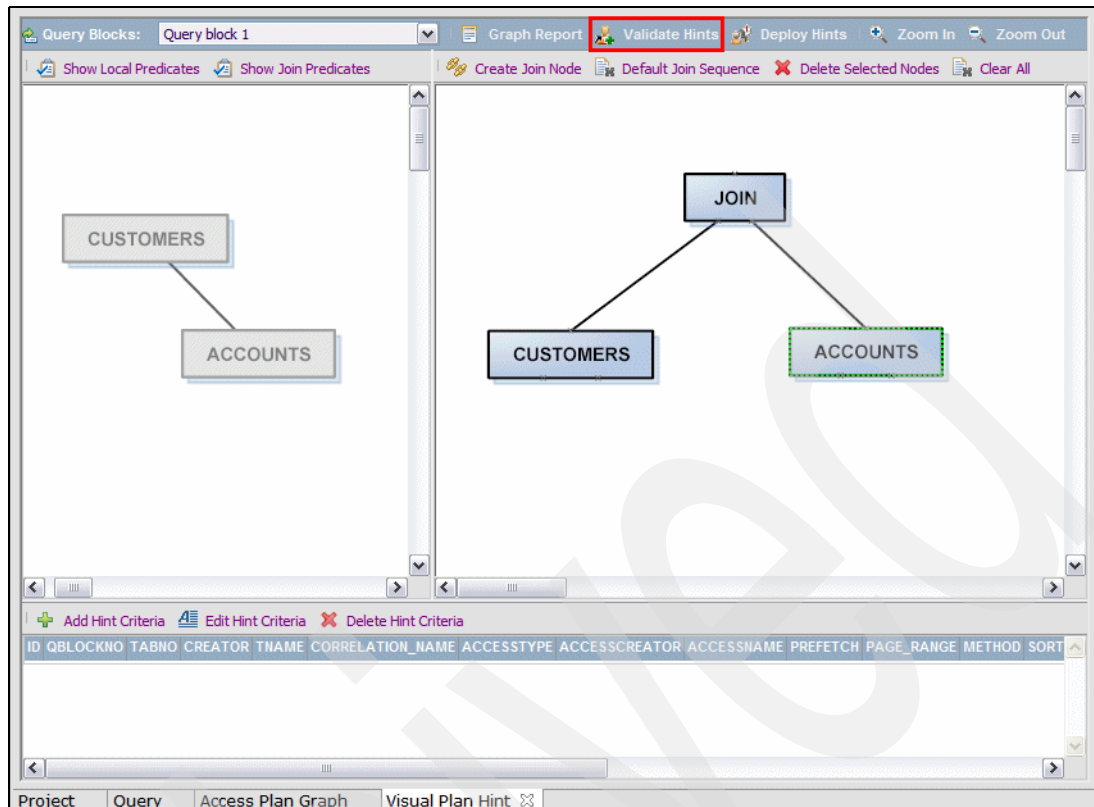 Query Blocks: Query block 1 Graph Report Validate Hints Deploy Hints Zoom In Zoom Out
Show Local Predicates Show Join Predicates
Create Join Node Default Join Sequence Delete Selected Nodes Clear All
CUSTOMERS
ACCOUNTS
JOIN
CUSTOMERS
ACCOUNTS
Add Hint Criteria Edit Hint Criteria Delete Hint Criteria
ID QBLOCKNO TABNO CREATOR TNAME CORRELATION_NAME ACCESSTYPE ACCESSCREATOR ACCESSNAME PREFETCH PAGE_RANGE METHOD SORT
Project Query Access Plan Graph Visual Plan Hint